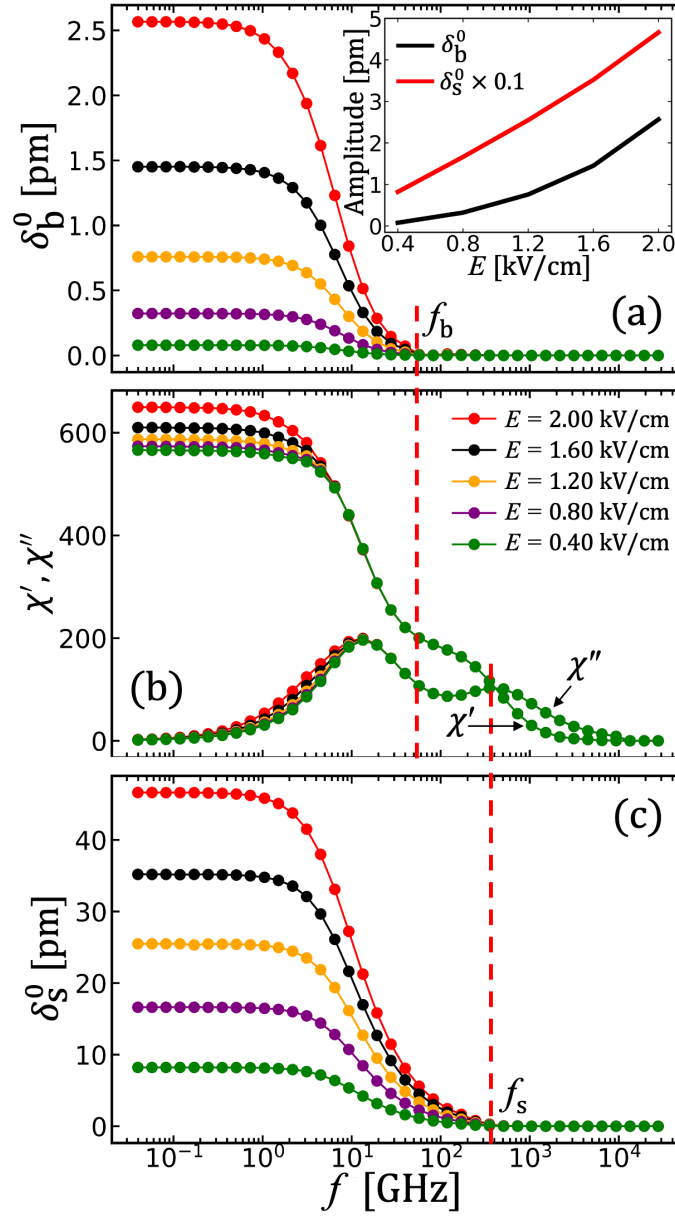 δ_b^0 [pm]
2.5
2.0
1.5
1.0
0.5
0.0
Amplitude [pm]
5
4
3
2
1
0
δ_b^0
δ_s^0 × 0.1
0.4 0.8 1.2 1.6 2.0
E [kV/cm]
f_b
(a)
χ′, χ″
600
400
200
0
E = 2.00 kV/cm
E = 1.60 kV/cm
E = 1.20 kV/cm
E = 0.80 kV/cm
E = 0.40 kV/cm
(b)
χ″
χ′
δ_s^0 [pm]
40
30
20
10
0
(c)
f_s
10^−1 10^0 10^1 10^2 10^3 10^4
f [GHz]